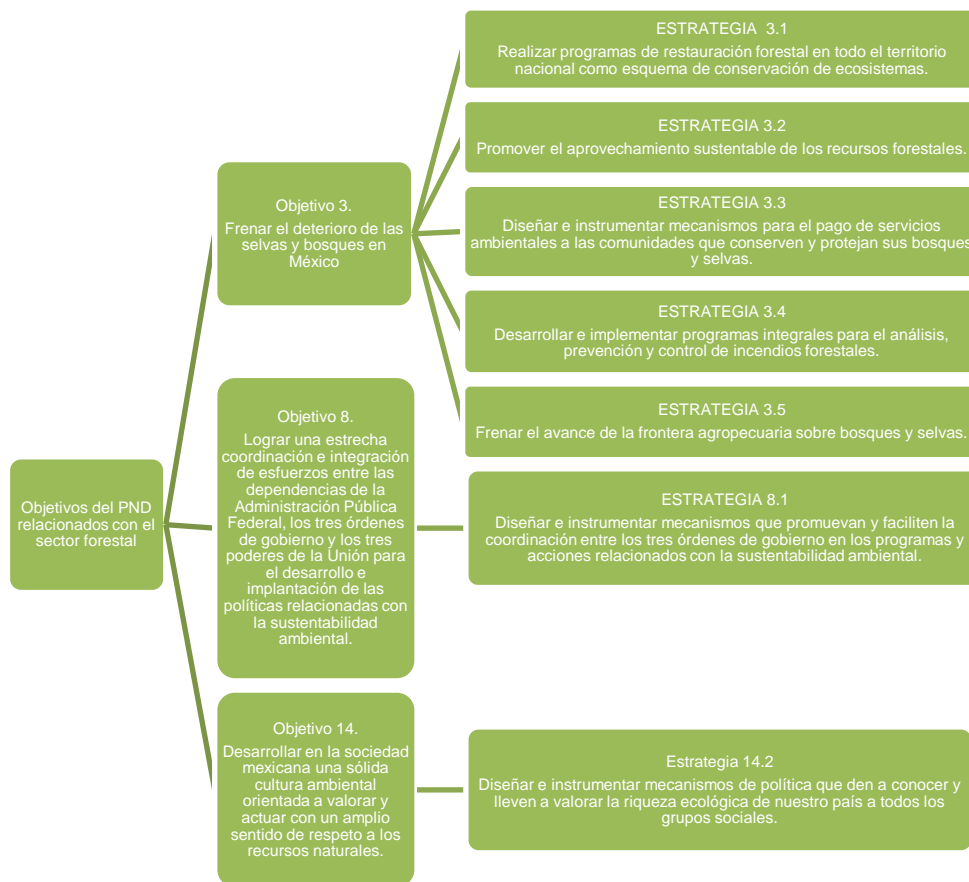 Objetivos del PND
relacionados con el
sector forestal
Objetivo 3.
Frenar el deterioro de las
selvas y bosques en
México
ESTRATEGIA 3.1
Realizar programas de restauración forestal en todo el territorio
nacional como esquema de conservación de ecosistemas.
ESTRATEGIA 3.2
Promover el aprovechamiento sustentable de los recursos forestales.
ESTRATEGIA 3.3
Diseñar e instrumentar mecanismos para el pago de servicios
ambientales a las comunidades que conserven y protejan sus bosques
y selvas.
ESTRATEGIA 3.4
Desarrollar e implementar programas integrales para el análisis,
prevención y control de incendios forestales.
ESTRATEGIA 3.5
Frenar el avance de la frontera agropecuaria sobre bosques y selvas.
Objetivo 8.
Lograr una estrecha
coordinación e integración
de esfuerzos entre las
dependencias de la
Administración Pública
Federal, los tres órdenes
de gobierno y los tres
poderes de la Unión para
el desarrollo e
implantación de las
políticas relacionadas con
la sustentabilidad
ambiental.
ESTRATEGIA 8.1
Diseñar e instrumentar mecanismos que promuevan y faciliten la
coordinación entre los tres órdenes de gobierno en los programas y
acciones relacionados con la sustentabilidad ambiental.
Objetivo 14.
Desarrollar en la sociedad
mexicana una sólida
cultura ambiental
orientada a valorar y
actuar con un amplio
sentido de respeto a los
recursos naturales.
Estrategia 14.2
Diseñar e instrumentar mecanismos de política que den a conocer y
lleven a valorar la riqueza ecológica de nuestro país a todos los
grupos sociales.